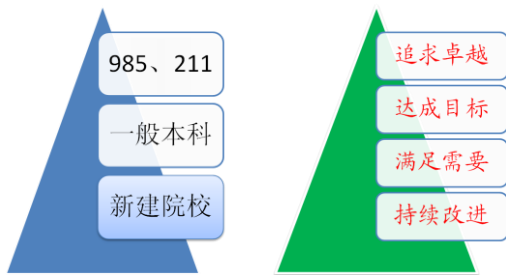 985、211
一般本科
新建院校
追求卓越
达成目标
满足需要
持续改进